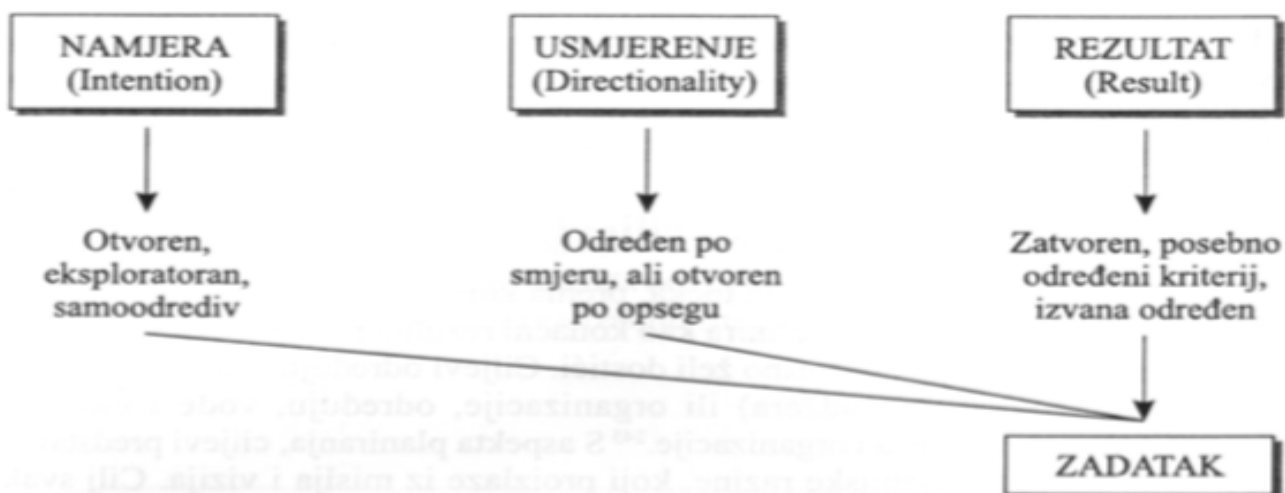 NAMJERA
(Intention)
USMJERENJE
(Directionality)
REZULTAT
(Result)
Otvoren,
eksploratoran,
samoodrediv
Određen po
smjeru, ali otvoren
po opsegu
Zatvoren, posebno
određeni kriterij,
izvana određen
ZADATAK